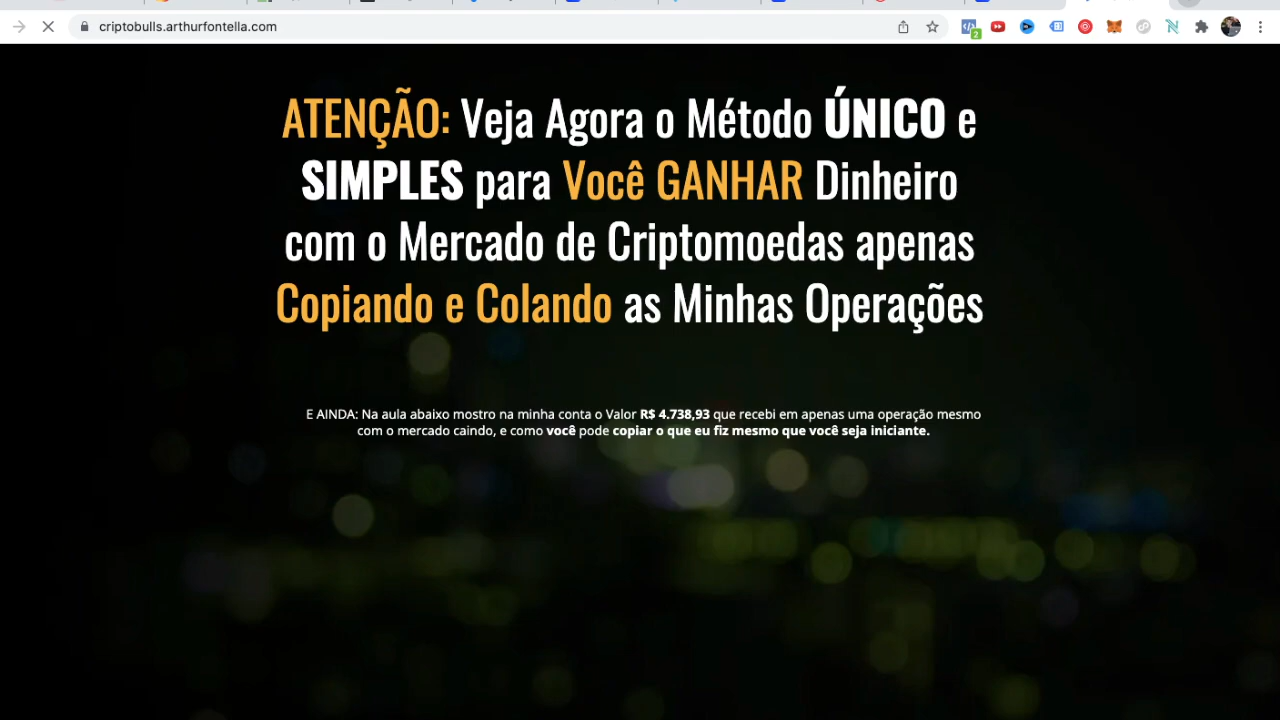 criptobulls.arthurfontella.com
2
ATENÇÃO: Veja Agora o Método ÚNICO e
SIMPLES para Você GANHAR Dinheiro
com o Mercado de Criptomoedas apenas
Copiando e Colando as Minhas Operações
E AINDA: Na aula abaixo mostro na minha conta o Valor R$ 4.738,93 que recebi em apenas uma operação mesmo
com o mercado caindo, e como você pode copiar o que eu fiz mesmo que você seja iniciante.